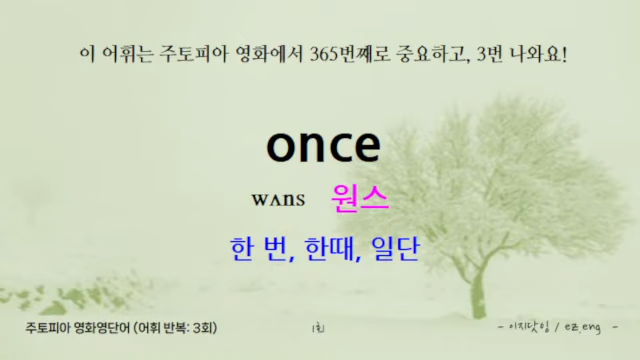 이 어휘는 주토피아 영화에서 365번째로 중요하고, 3번 나와요!
once
wʌns 원스
한 번, 한때, 일단
주토피아 영화영단어 (어휘 반복: 3회)
1회
- 이지닷잉 / ez.eng -